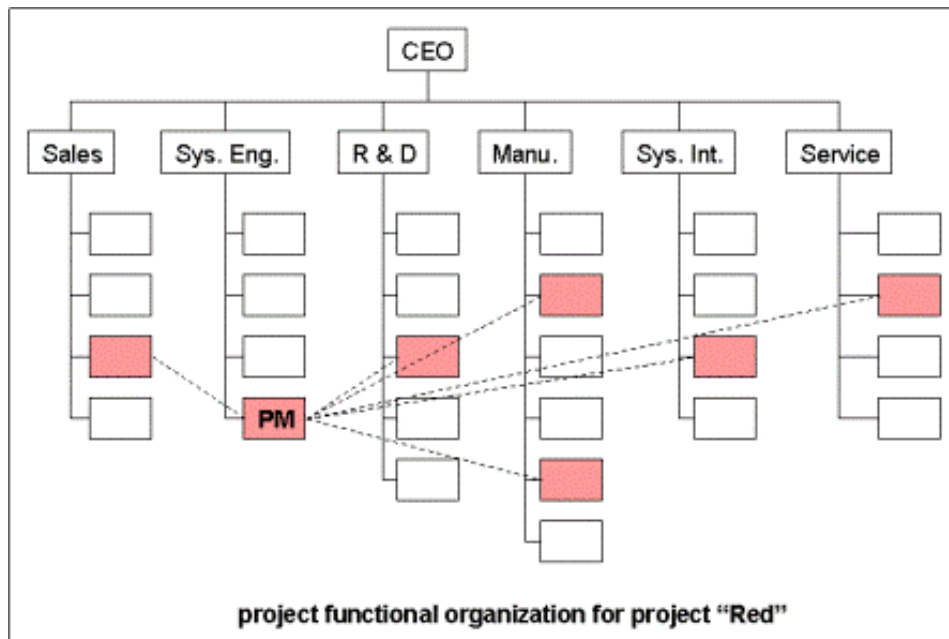 CEO
Sales
Sys. Eng.
R & D
Manu.
Sys. Int.
Service
PM
project functional organization for project “Red”